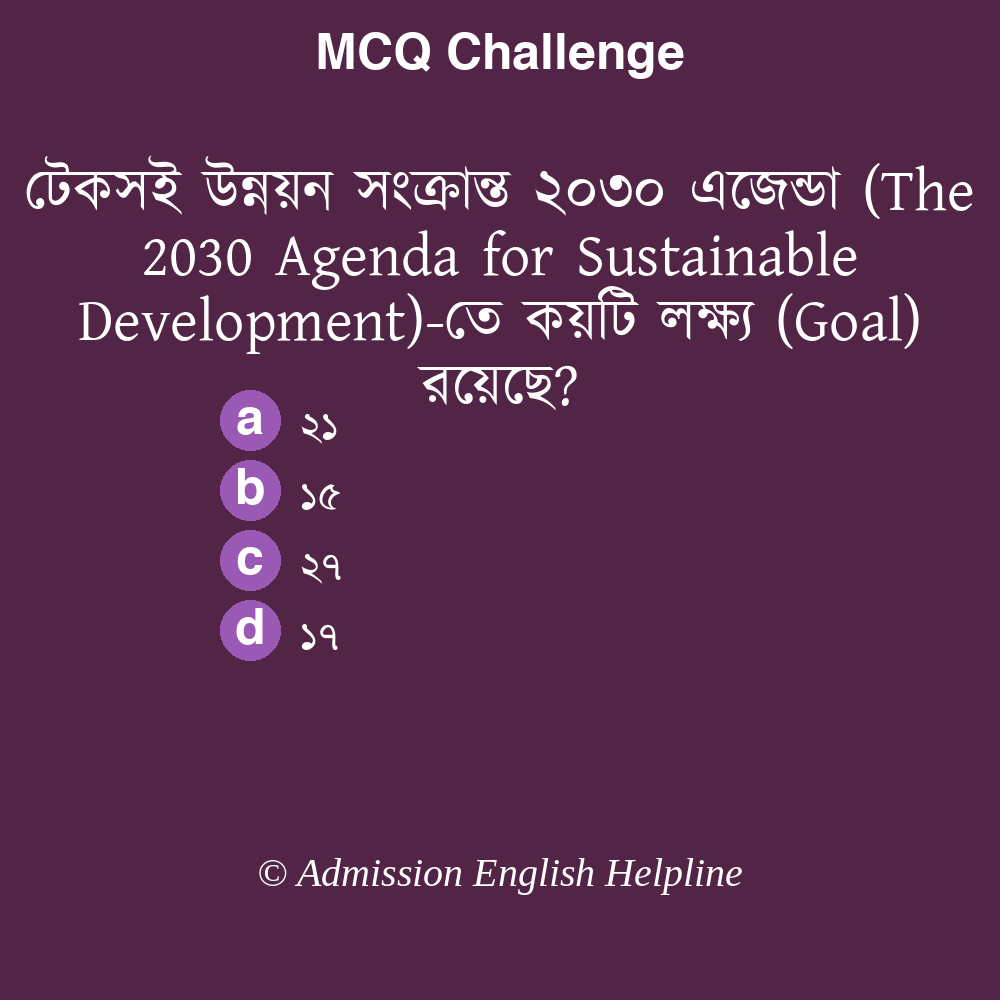 MCQ Challenge
টেকসই উন্নয়ন সংক্রান্ত ২০৩০ এজেন্ডা (The
2030 Agenda for Sustainable
Development)-তে কয়টি লক্ষ্য (Goal)
রয়েছে?
a ২১
b ১৫
c ২৭
d ১৭
© Admission English Helpline